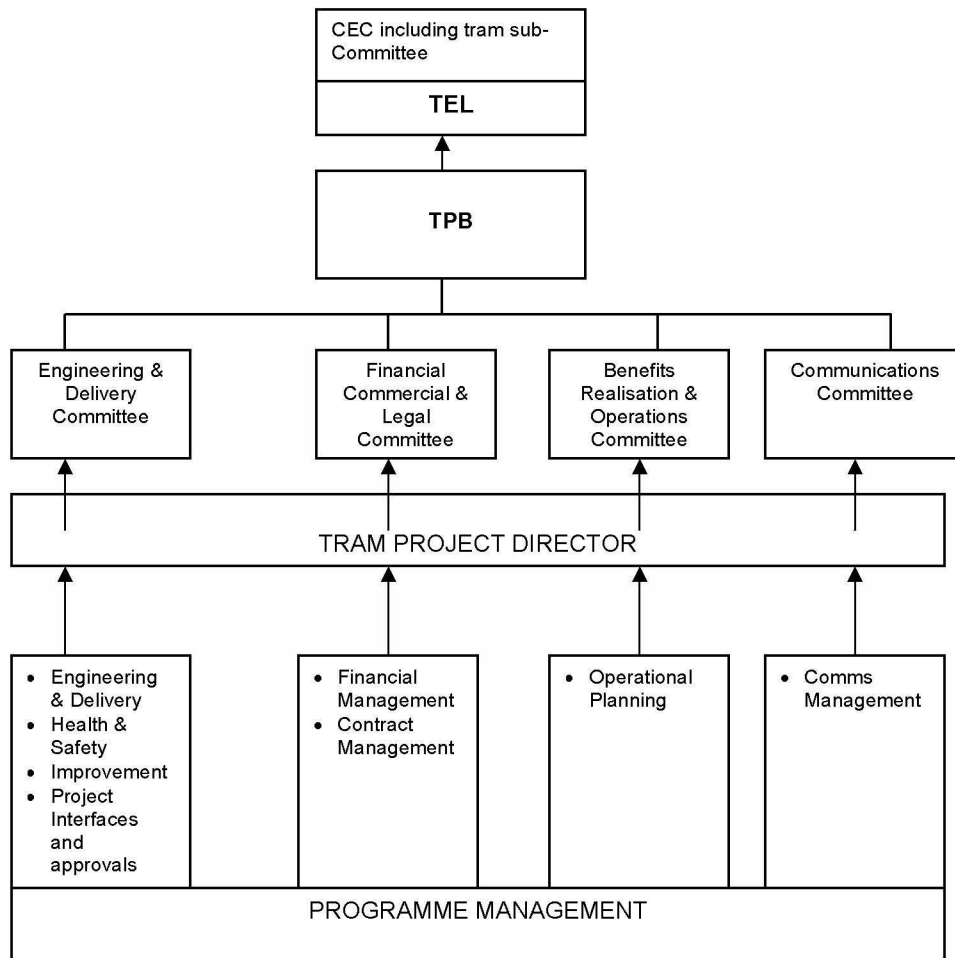 CEC including tram sub-
Committee
TEL
TPB
Engineering &
Delivery
Committee
Financial
Commercial &
Legal
Committee
Benefits
Realisation &
Operations
Committee
Communications
Committee
TRAM PROJECT DIRECTOR
• Engineering
& Delivery
• Health &
Safety
• Improvement
• Project
Interfaces
and
approvals
• Financial
Management
• Contract
Management
• Operational
Planning
• Comms
Management
PROGRAMME MANAGEMENT